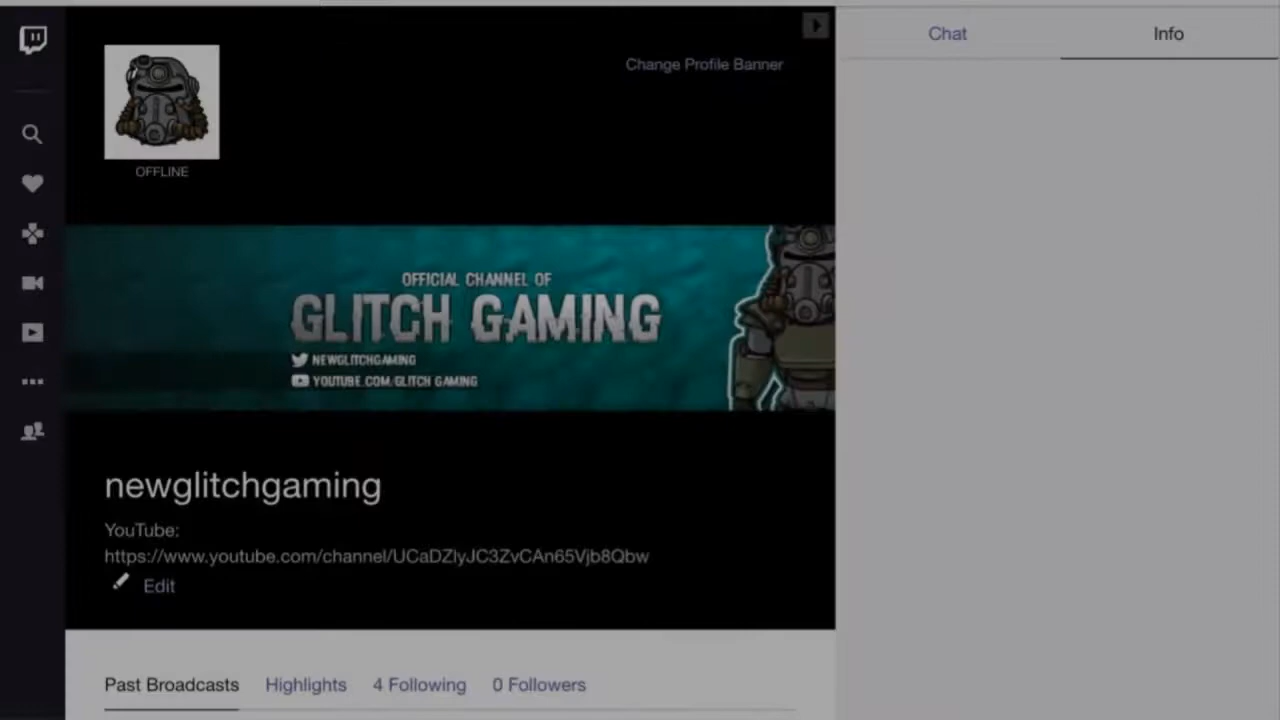 Chat
Info
Change Profile Banner
OFFLINE
OFFICIAL CHANNEL OF
GLITCH GAMING
NEWGLITCHGAMING
YOUTUBE.COM/GLITCH GAMING
newglitchgaming
YouTube:
https://www.youtube.com/channel/UCaDZlyJC3ZvCAn65Vjb8Qbw
Edit
Past Broadcasts
Highlights
4 Following
0 Followers